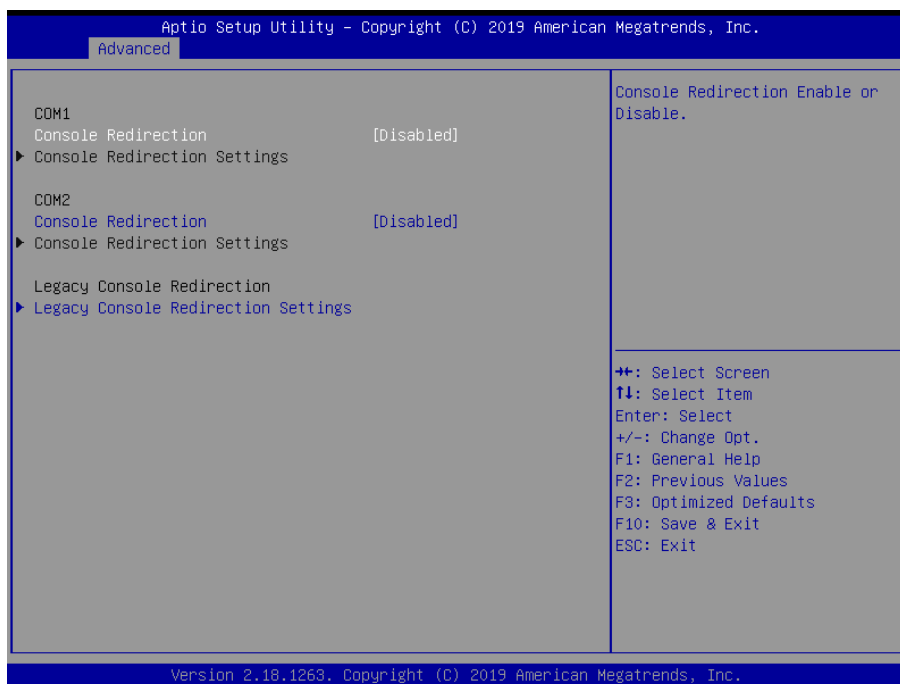 Aptio Setup Utility – Copyright (C) 2019 American Megatrends, Inc.
Advanced
COM1
Console Redirection [Disabled]
▶ Console Redirection Settings
COM2
Console Redirection [Disabled]
▶ Console Redirection Settings
Legacy Console Redirection
▶ Legacy Console Redirection Settings
Console Redirection Enable or
Disable.
→←: Select Screen
↑↓: Select Item
Enter: Select
+/-: Change Opt.
F1: General Help
F2: Previous Values
F3: Optimized Defaults
F10: Save & Exit
ESC: Exit
Version 2.18.1263. Copyright (C) 2019 American Megatrends, Inc.